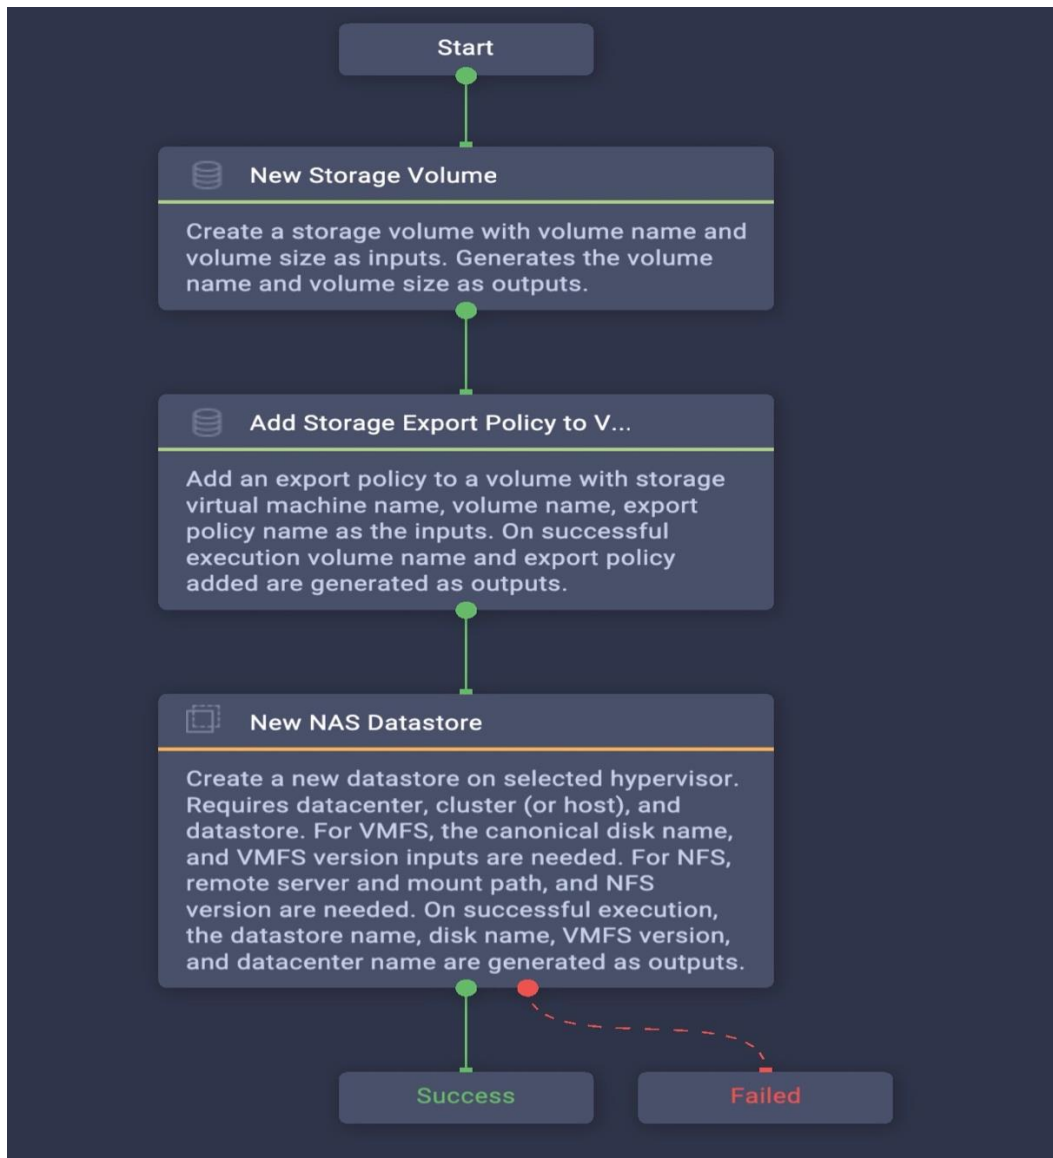 Start
New Storage Volume
Create a storage volume with volume name and
volume size as inputs. Generates the volume
name and volume size as outputs.
Add Storage Export Policy to V...
Add an export policy to a volume with storage
virtual machine name, volume name, export
policy name as the inputs. On successful
execution volume name and export policy
added are generated as outputs.
New NAS Datastore
Create a new datastore on selected hypervisor.
Requires datacenter, cluster (or host), and
datastore. For VMFS, the canonical disk name,
and VMFS version inputs are needed. For NFS,
remote server and mount path, and NFS
version are needed. On successful execution,
the datastore name, disk name, VMFS version,
and datacenter name are generated as outputs.
Success
Failed